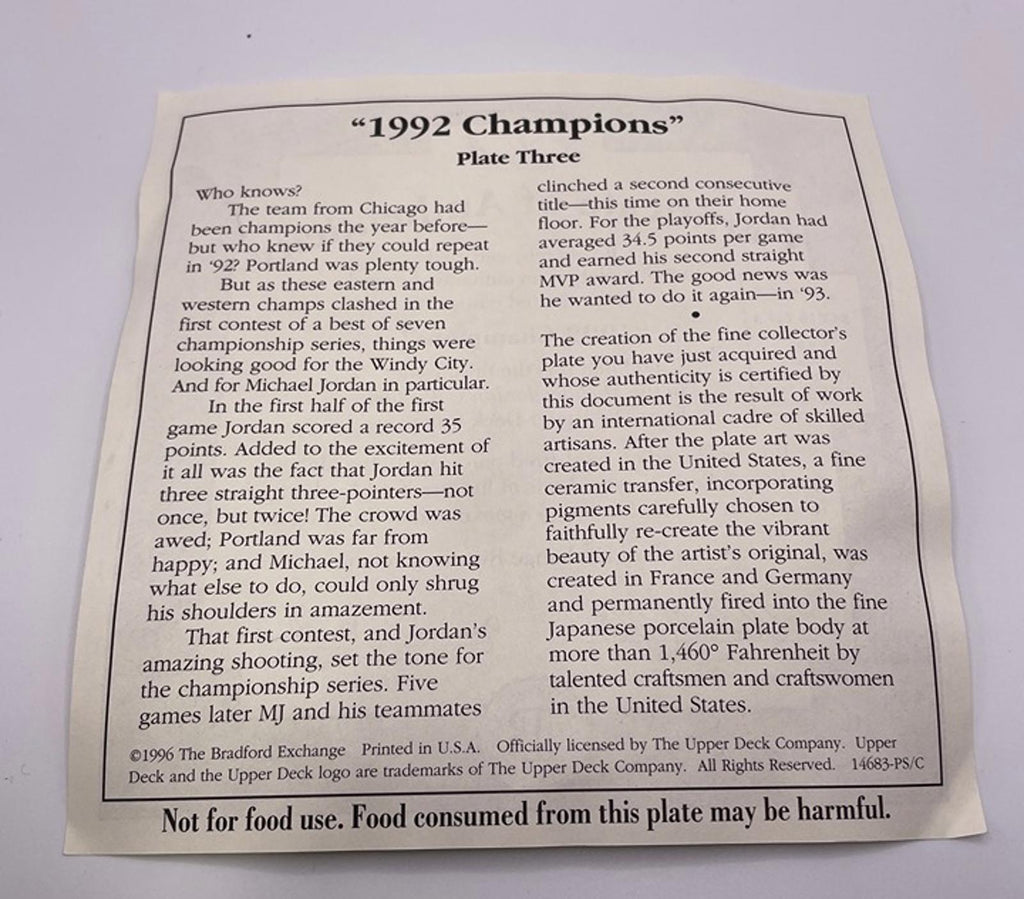 “1992 Champions”
Plate Three
Who knows?
The team from Chicago had
been champions the year before—
but who knew if they could repeat
in ‘92? Portland was plenty tough.
But as these eastern and
western champs clashed in the
first contest of a best of seven
championship series, things were
looking good for the Windy City.
And for Michael Jordan in particular.
In the first half of the first
game Jordan scored a record 35
points. Added to the excitement of
it all was the fact that Jordan hit
three straight three-pointers—not
once, but twice! The crowd was
awed; Portland was far from
happy; and Michael, not knowing
what else to do, could only shrug
his shoulders in amazement.
That first contest, and Jordan’s
amazing shooting, set the tone for
the championship series. Five
games later MJ and his teammates
clinched a second consecutive
title—this time on their home
floor. For the playoffs, Jordan had
averaged 34.5 points per game
and earned his second straight
MVP award. The good news was
he wanted to do it again—in ‘93.
•
The creation of the fine collector’s
plate you have just acquired and
whose authenticity is certified by
this document is the result of work
by an international cadre of skilled
artisans. After the plate art was
created in the United States, a fine
ceramic transfer, incorporating
pigments carefully chosen to
faithfully re-create the vibrant
beauty of the artist’s original, was
created in France and Germany
and permanently fired into the fine
Japanese porcelain plate body at
more than 1,460° Fahrenheit by
talented craftsmen and craftswomen
in the United States.
©1996 The Bradford Exchange Printed in U.S.A. Officially licensed by The Upper Deck Company. Upper
Deck and the Upper Deck logo are trademarks of The Upper Deck Company. All Rights Reserved. 14683-PS/C
Not for food use. Food consumed from this plate may be harmful.